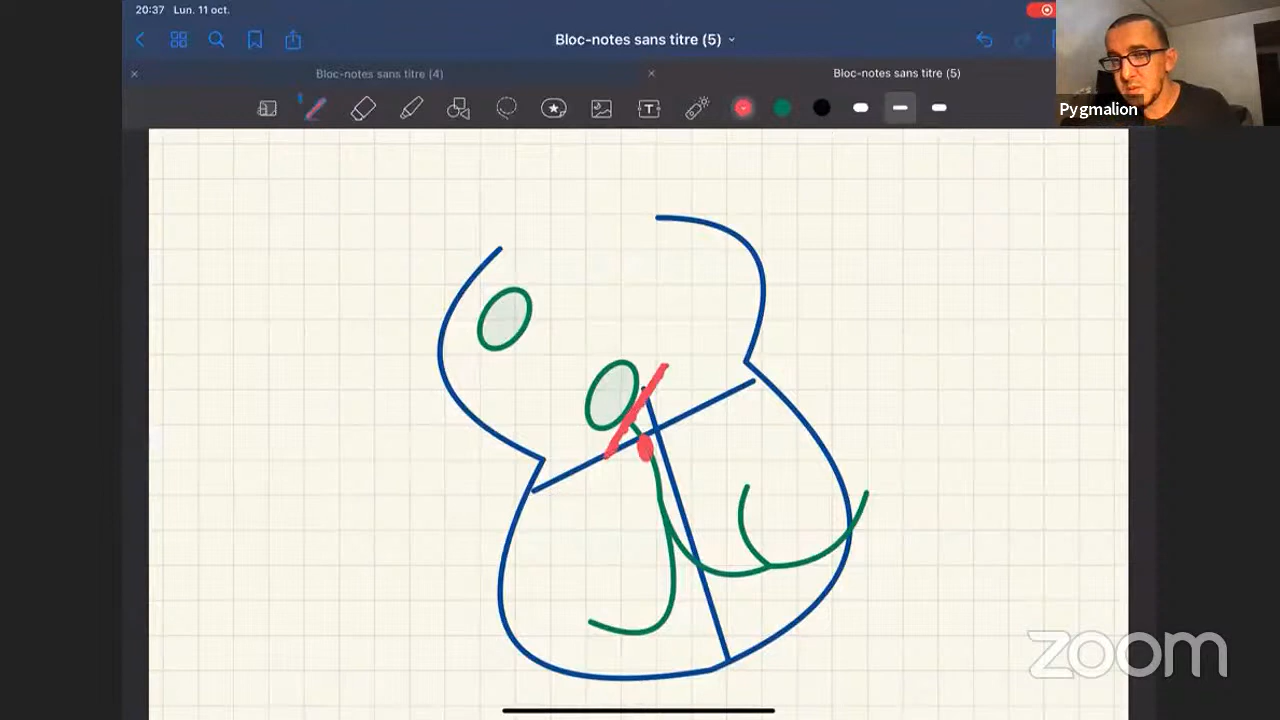 20:37 Lun. 11 oct.
Bloc-notes sans titre (5)
Bloc-notes sans titre (4)
Bloc-notes sans titre (5)
T
Pygmalion
zoom